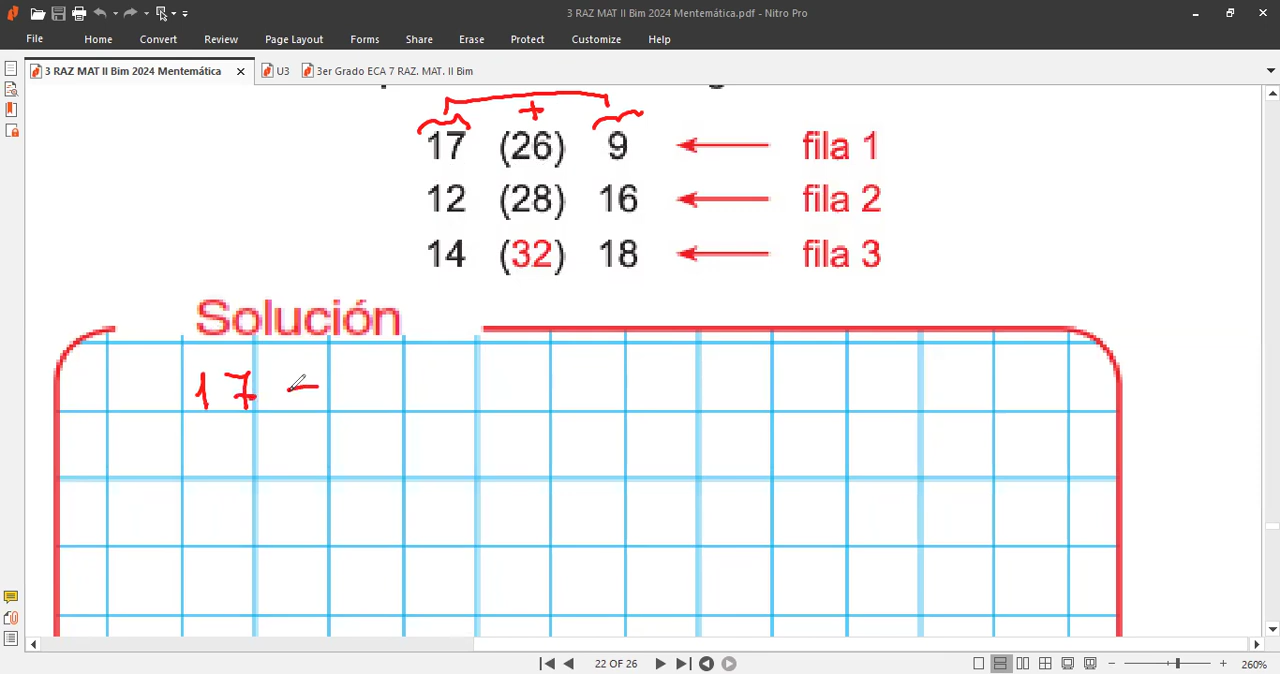 3 RAZ MAT II Bim 2024 Mentemática.pdf - Nitro Pro
File Home Convert Review Page Layout Forms Share Erase Protect Customize Help
3 RAZ MAT II Bim 2024 Mentemática U3 3er Grado ECA 7 RAZ. MAT. II Bim
+
17 (26) 9 fila 1
12 (28) 16 fila 2
14 (32) 18 fila 3
Solución
17 -
22 OF 26
260%